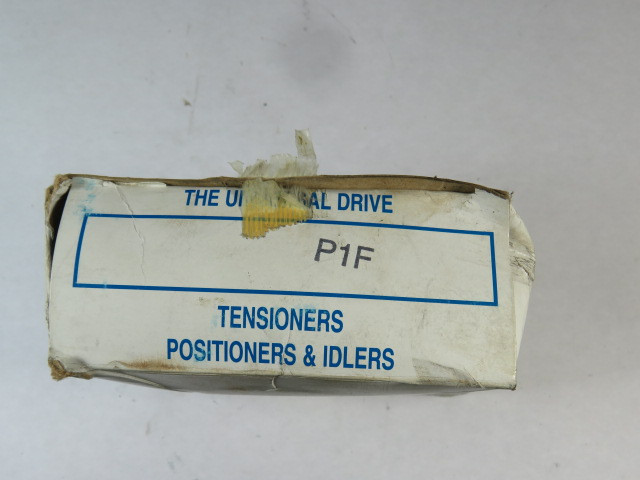 THE DRIVE
P1F
TENSIONERS
POSITIONERS & IDLERS